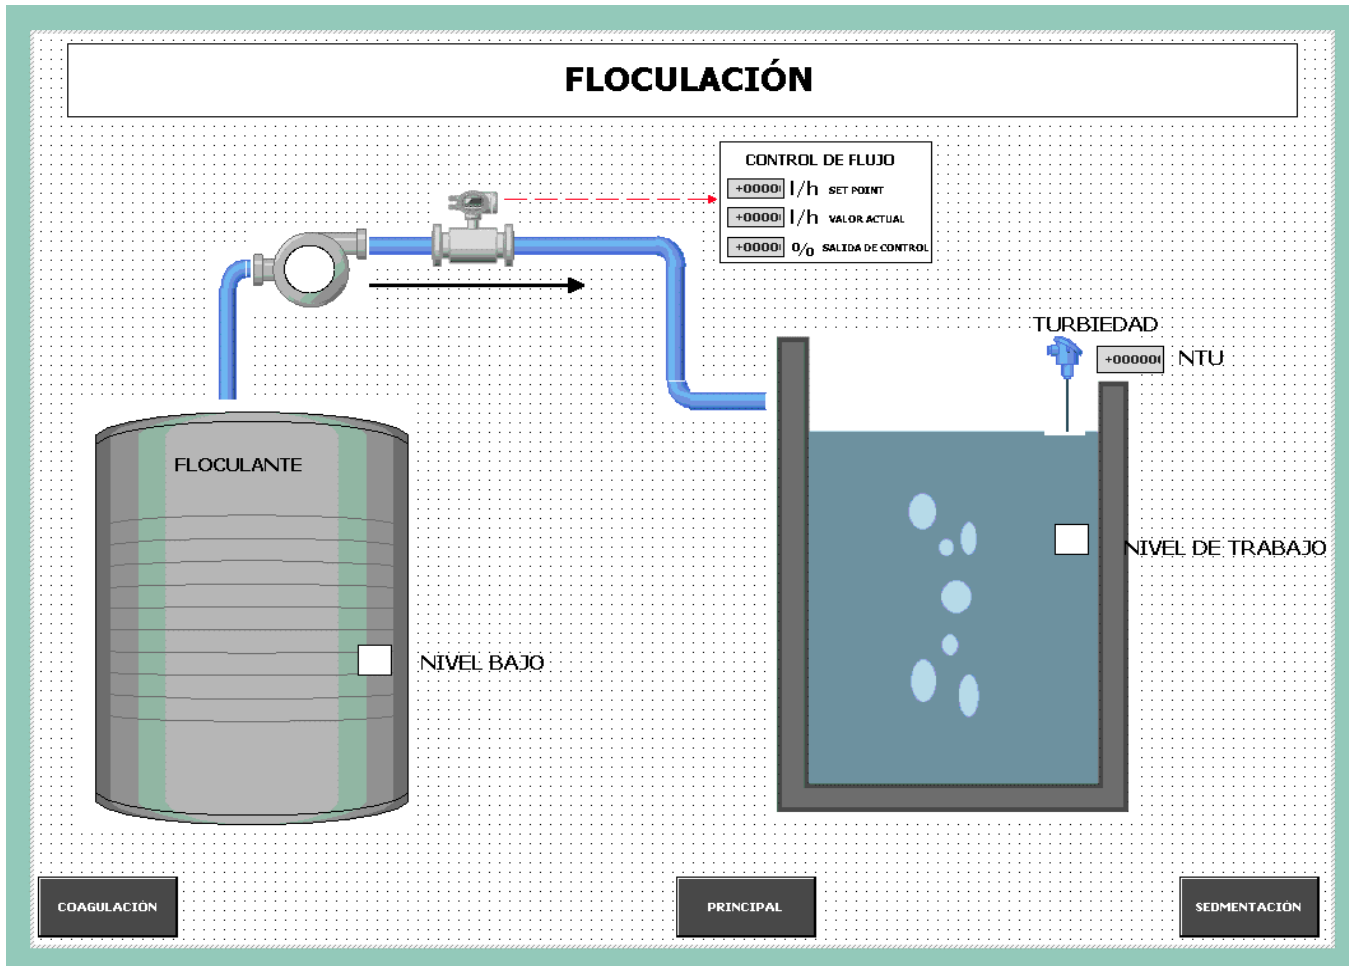 FLOCULACIÓN
CONTROL DE FLUJO
+0000 l/h SET POINT
+0000 l/h VALOR ACTUAL
+0000 % SALIDA DE CONTROL
TURBIEDAD
+00000 NTU
FLOCULANTE
NIVEL DE TRABAJO
NIVEL BAJO
COAGULACIÓN
PRINCIPAL
SEDMENTACIÓN